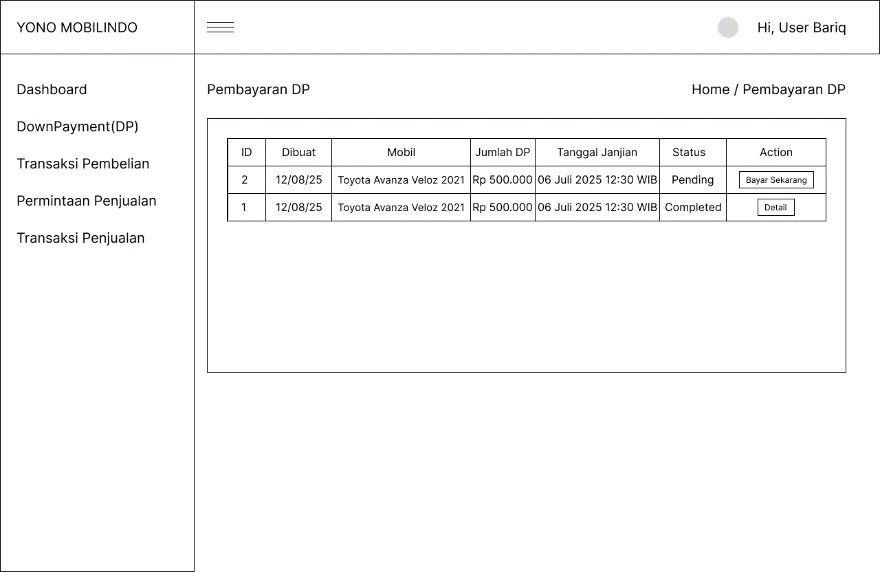 YONO MOBILINDO
Hi, User Bariq
Dashboard
DownPayment(DP)
Transaksi Pembelian
Permintaan Penjualan
Transaksi Penjualan
Pembayaran DP
Home / Pembayaran DP
ID Dibuat Mobil Jumlah DP Tanggal Janjian Status Action
2 12/08/25 Toyota Avanza Veloz 2021 Rp 500.000 06 Juli 2025 12:30 WIB Pending Bayar Sekarang
1 12/08/25 Toyota Avanza Veloz 2021 Rp 500.000 06 Juli 2025 12:30 WIB Completed Detail